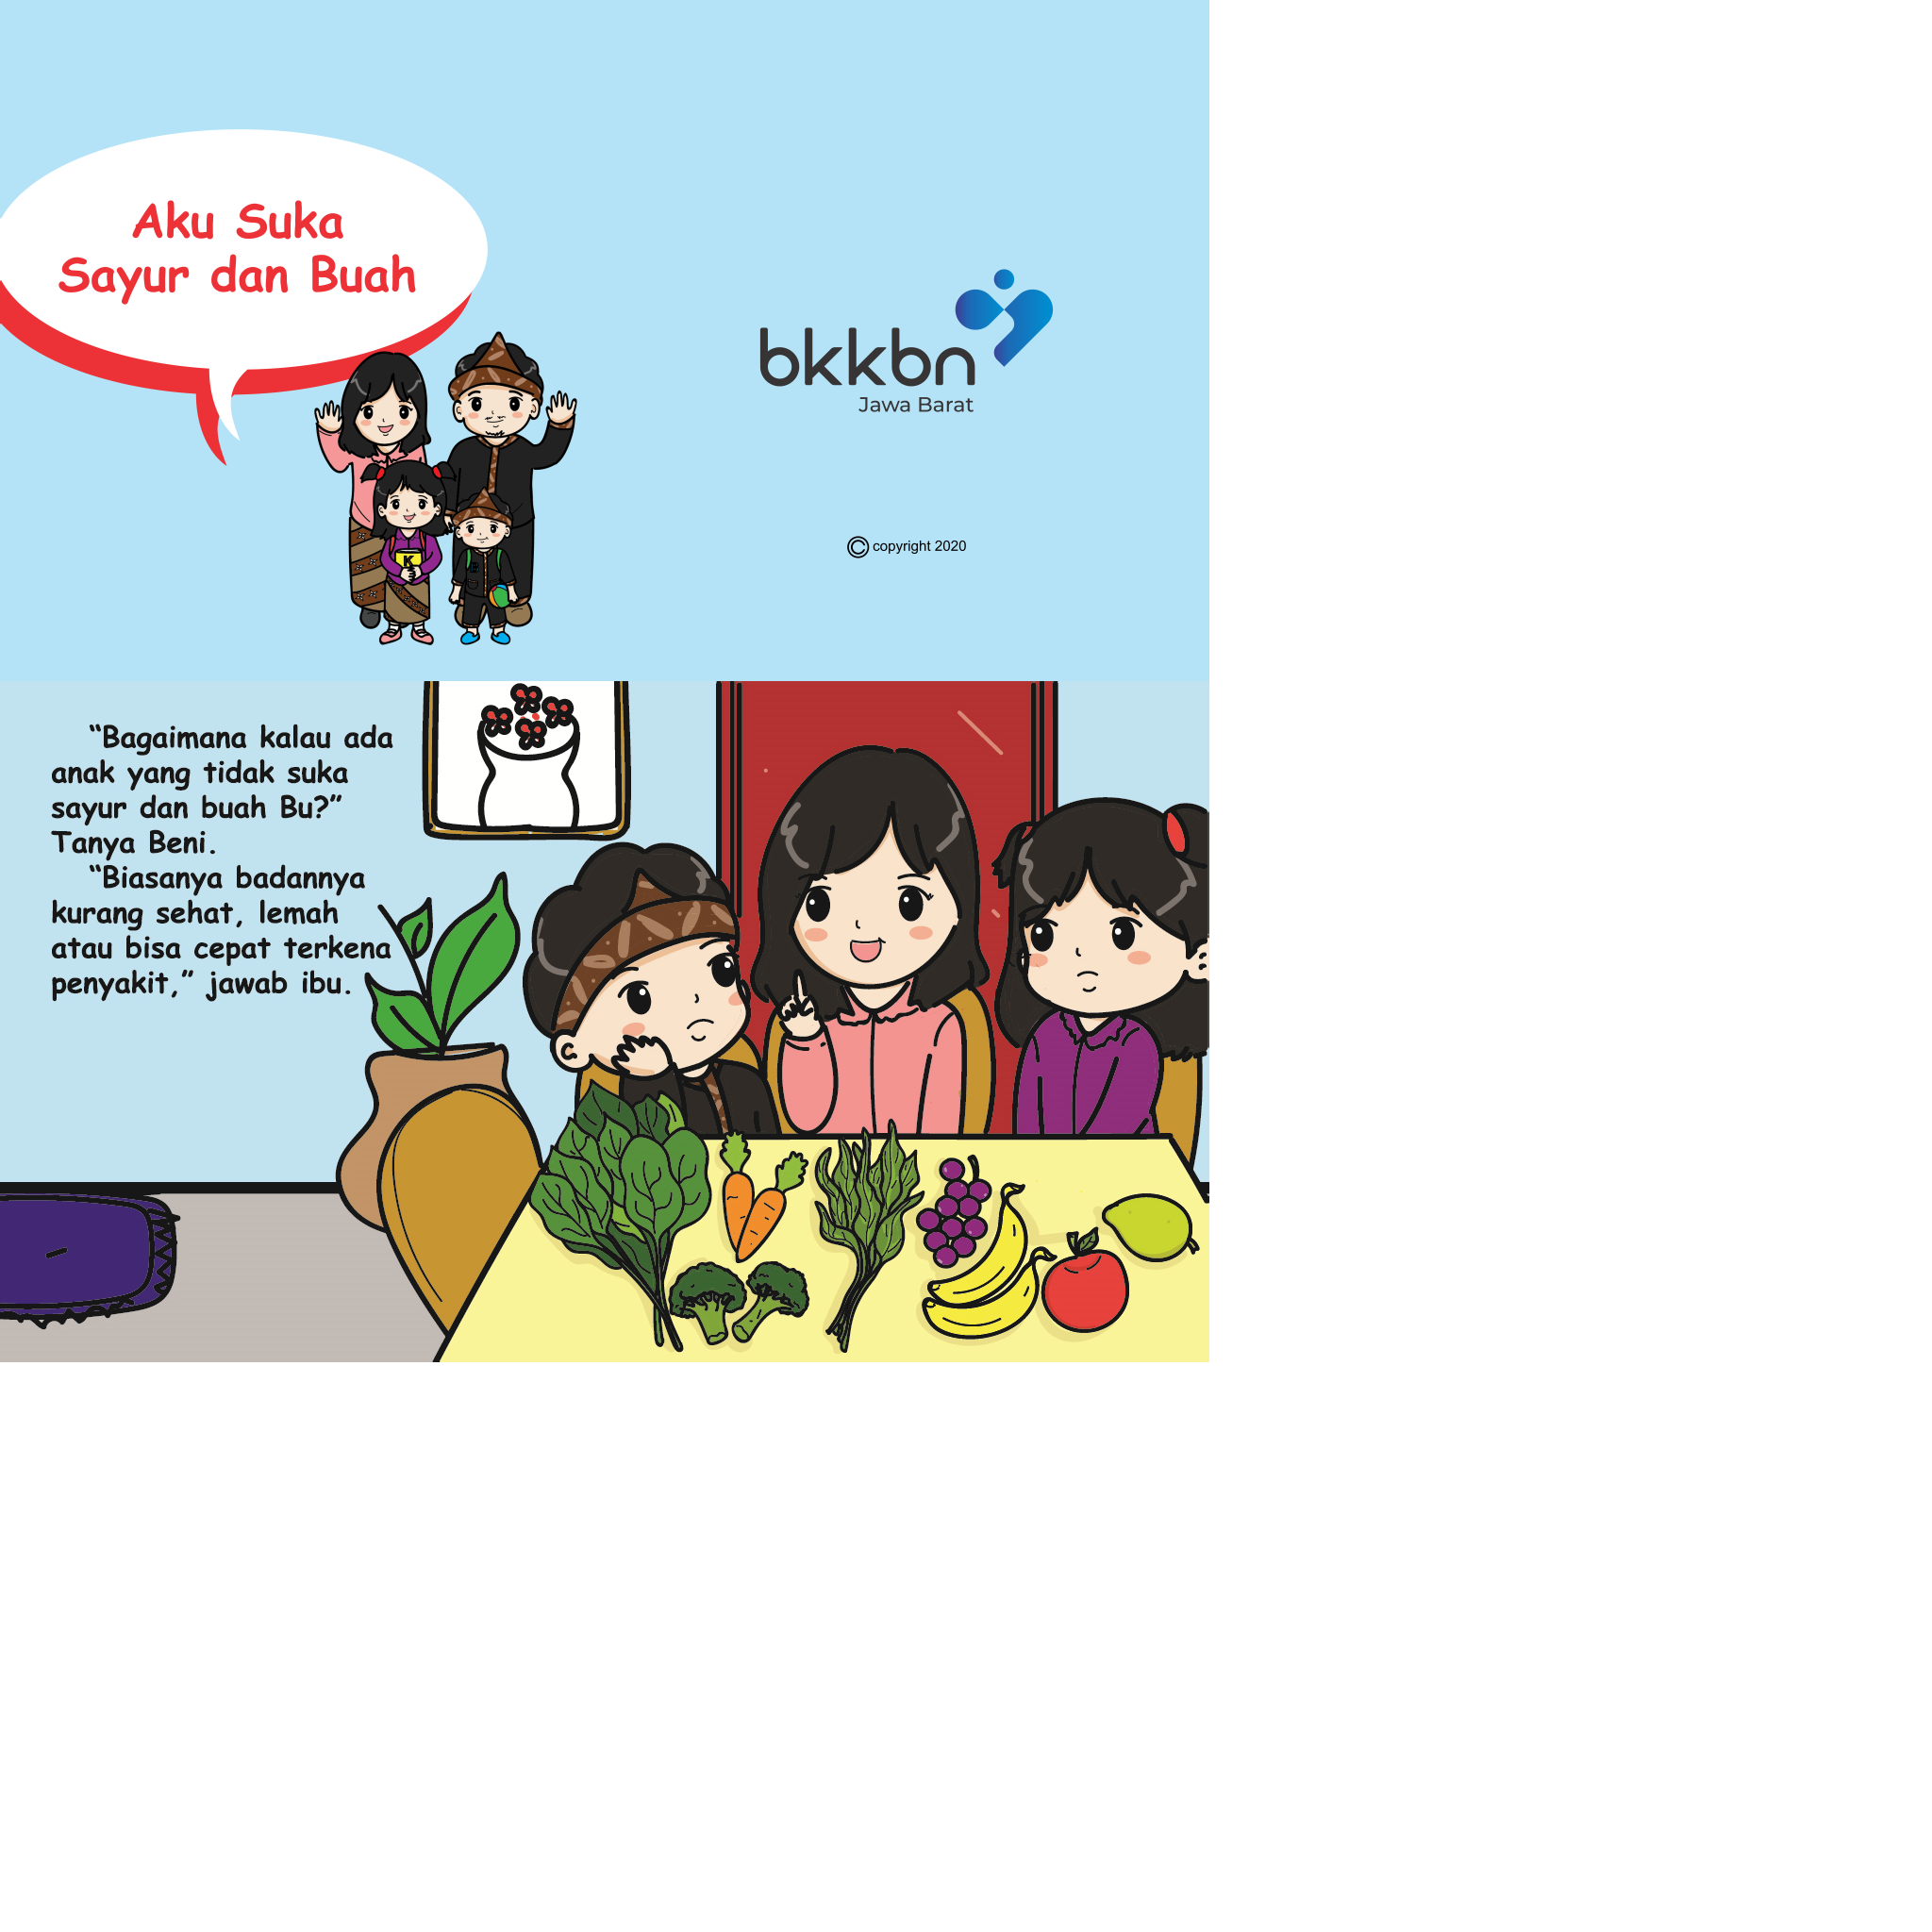 Aku Suka
Sayur dan Buah
bkkbn
Jawa Barat
© copyright 2020
K
“Bagaimana kalau ada
anak yang tidak suka
sayur dan buah Bu?”
Tanya Beni.
“Biasanya badannya
kurang sehat, lemah
atau bisa cepat terkena
penyakit,” jawab ibu.